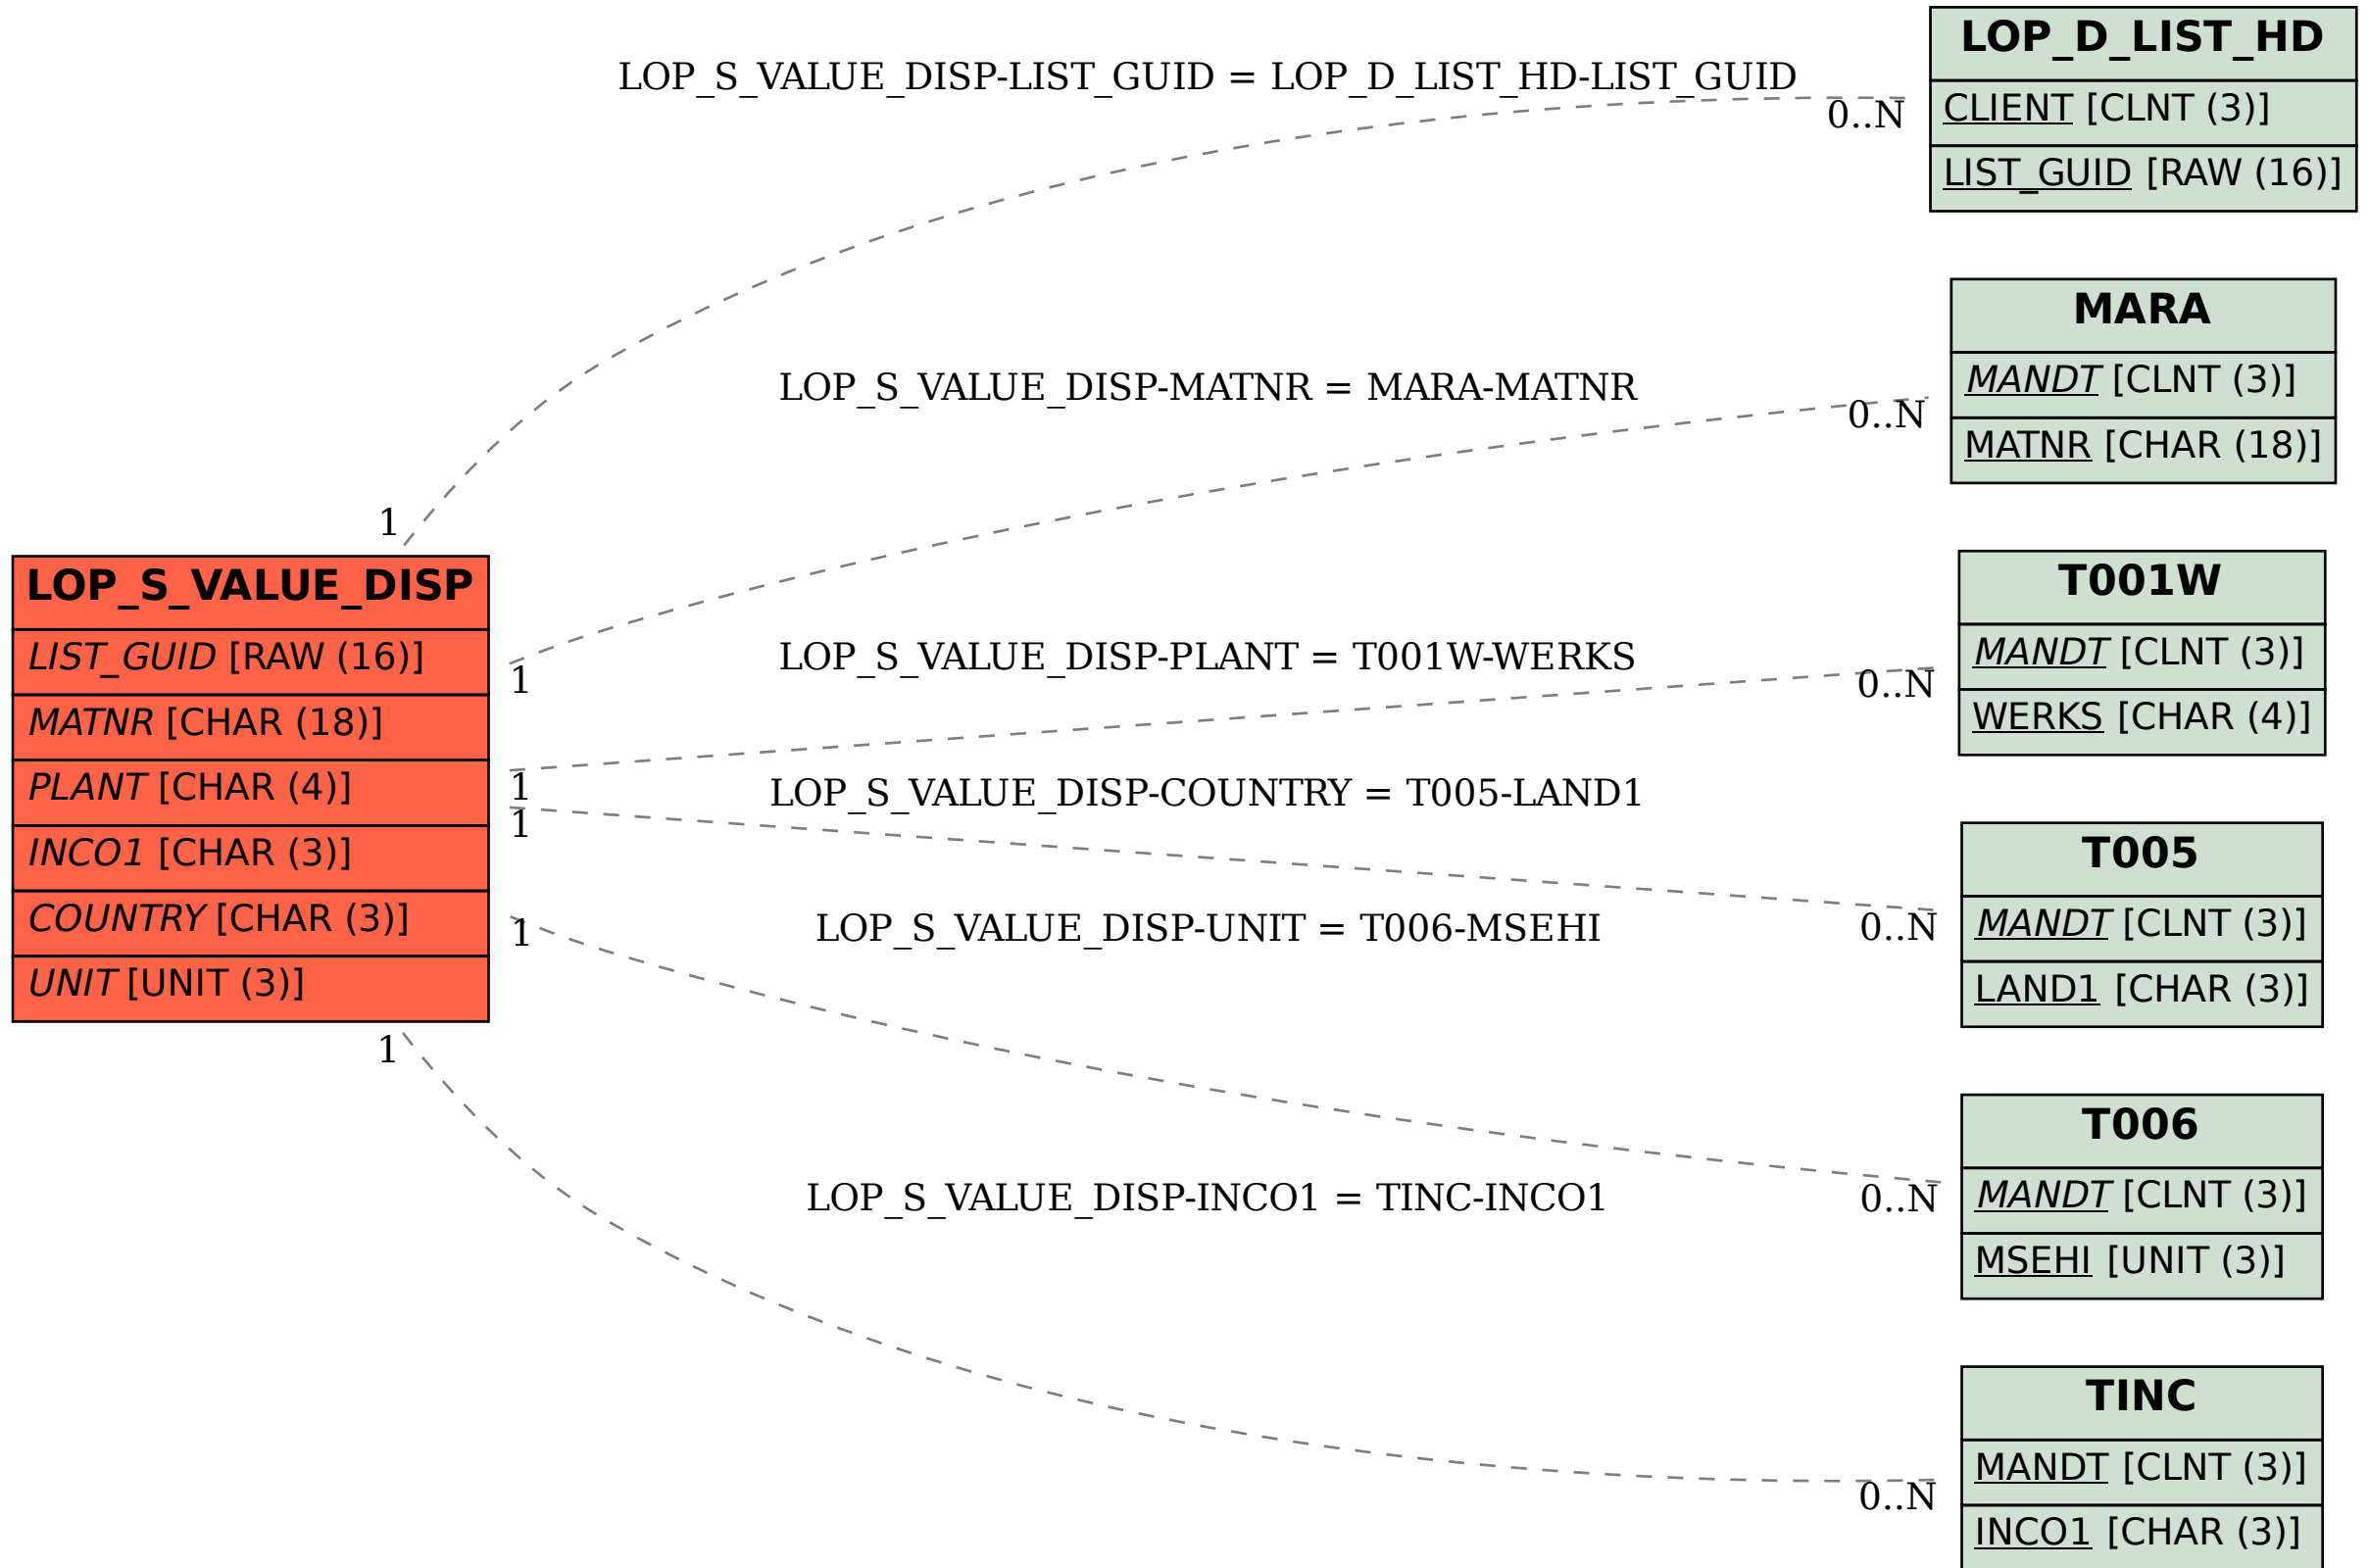 LOP_D_LIST_HD
CLIENT [CLNT (3)]
LIST_GUID [RAW (16)]
LOP_S_VALUE_DISP-LIST_GUID = LOP_D_LIST_HD-LIST_GUID
0..N
1
MARA
MANDT [CLNT (3)]
MATNR [CHAR (18)]
LOP_S_VALUE_DISP-MATNR = MARA-MATNR
0..N
1
LOP_S_VALUE_DISP
LIST_GUID [RAW (16)]
MATNR [CHAR (18)]
PLANT [CHAR (4)]
INCO1 [CHAR (3)]
COUNTRY [CHAR (3)]
UNIT [UNIT (3)]
T001W
MANDT [CLNT (3)]
WERKS [CHAR (4)]
LOP_S_VALUE_DISP-PLANT = T001W-WERKS
0..N
1
LOP_S_VALUE_DISP-COUNTRY = T005-LAND1
1
0..N
T005
MANDT [CLNT (3)]
LAND1 [CHAR (3)]
LOP_S_VALUE_DISP-UNIT = T006-MSEHI
1
0..N
T006
MANDT [CLNT (3)]
MSEHI [UNIT (3)]
1
LOP_S_VALUE_DISP-INCO1 = TINC-INCO1
0..N
TINC
MANDT [CLNT (3)]
INCO1 [CHAR (3)]